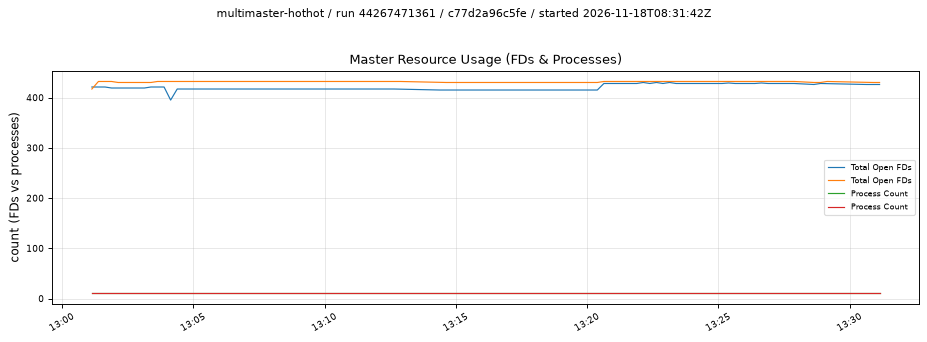 multimaster-hothot / run 44267471361 / c77d2a96c5fe / started 2026-11-18T08:31:42Z
Master Resource Usage (FDs & Processes)
count (FDs vs processes)
400
300
200
100
0
Total Open FDs
Total Open FDs
Process Count
Process Count
13:00
13:05
13:10
13:15
13:20
13:25
13:30